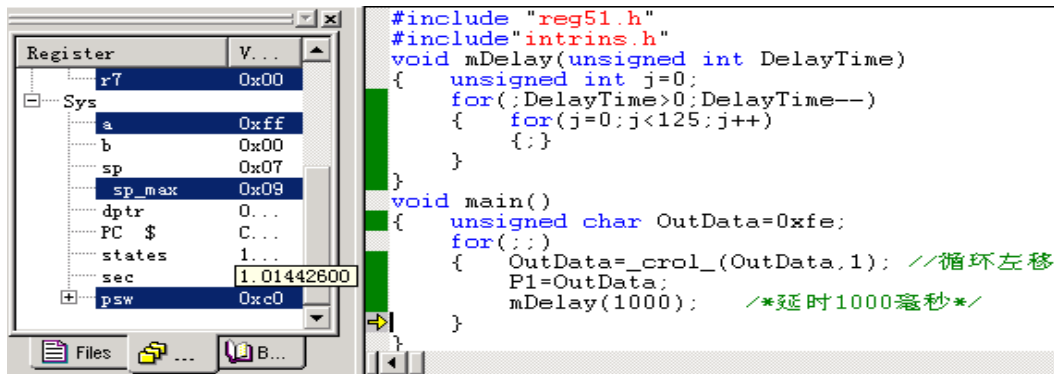 Register V...
r7 0x00
Sys
a 0xff
b 0x00
sp 0x07
sp_max 0x09
dptr 0...
PC $ C...
states 1...
sec 1.01442600
psw 0xc0
Files ... B...
#include "reg51.h"
#include"intrins.h"
void mDelay(unsigned int DelayTime)
{ unsigned int j=0;
for(;DelayTime>0;DelayTime--)
{ for(j=0;j<125;j++)
{;}
}
}
void main()
{ unsigned char OutData=0xfe;
for(;;)
{ OutData=_crol_(OutData,1); //循环左移
P1=OutData;
mDelay(1000); /*延时1000毫秒*/
}
}